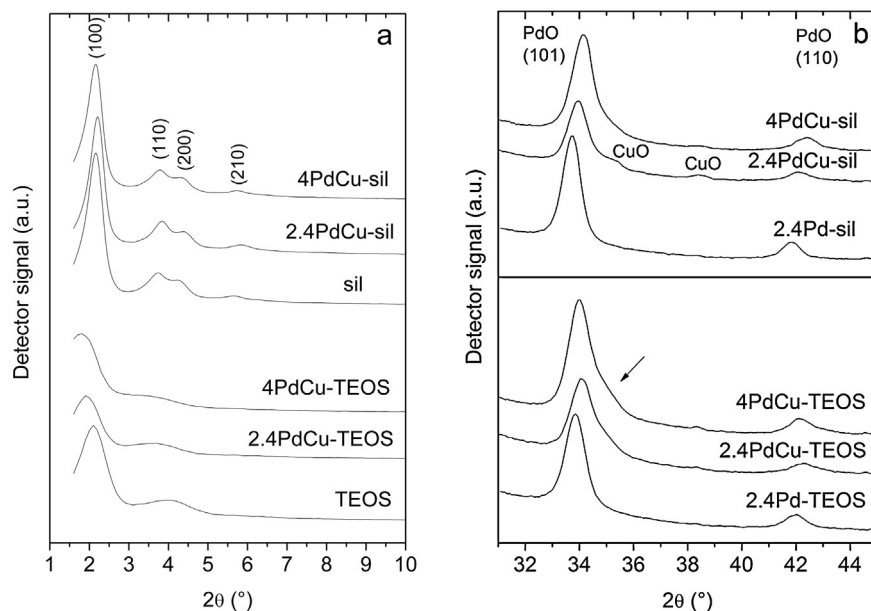 a
(100)
(110)
(200)
(210)
4PdCu-sil
2.4PdCu-sil
sil
4PdCu-TEOS
2.4PdCu-TEOS
TEOS
Detector signal (a.u.)
1 2 3 4 5 6 7 8 9 10
2θ (°)
b
PdO
(101)
PdO
(110)
4PdCu-sil
CuO
CuO
2.4PdCu-sil
2.4Pd-sil
4PdCu-TEOS
2.4PdCu-TEOS
2.4Pd-TEOS
Detector signal (a.u.)
32 34 36 38 40 42 44
2θ (°)